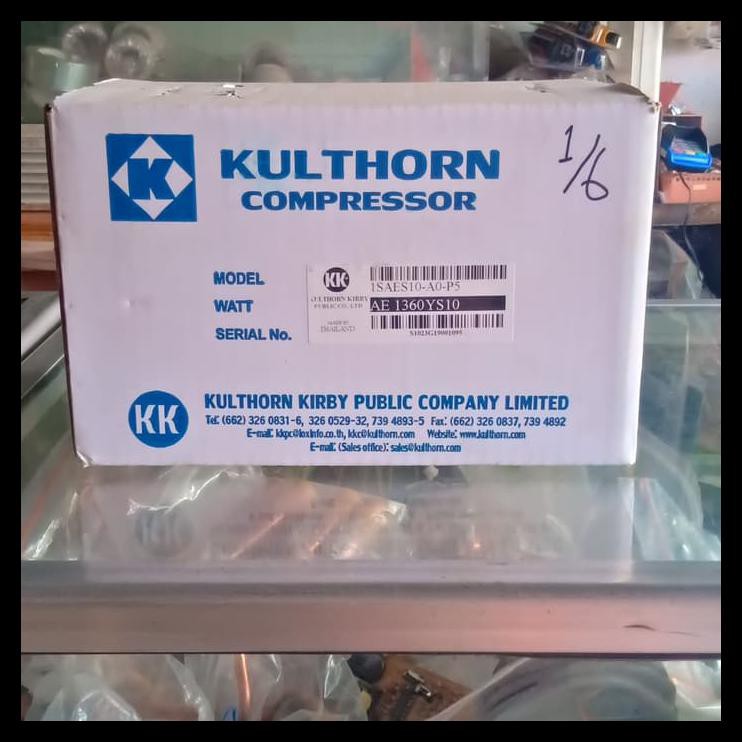 K
KULTHORN
COMPRESSOR
1/6
MODEL
WATT
SERIAL No.
KK
KULTHORN KIRBY
PUBLIC CO., LTD
MADE IN
THAILAND
1SAES10-A0-P5
AE 1360YS10
S1023G19001095
KK
KULTHORN KIRBY PUBLIC COMPANY LIMITED
Tel: (662) 326 0831-6, 326 0529-32, 739 4893-5 Fax: (662) 326 0837, 739 4892
E-mail: kkpc@loxinfo.co.th, kkc@kulthorn.com Website: www.kulthorn.com
E-mail: (Sales office): sales@kulthorn.com